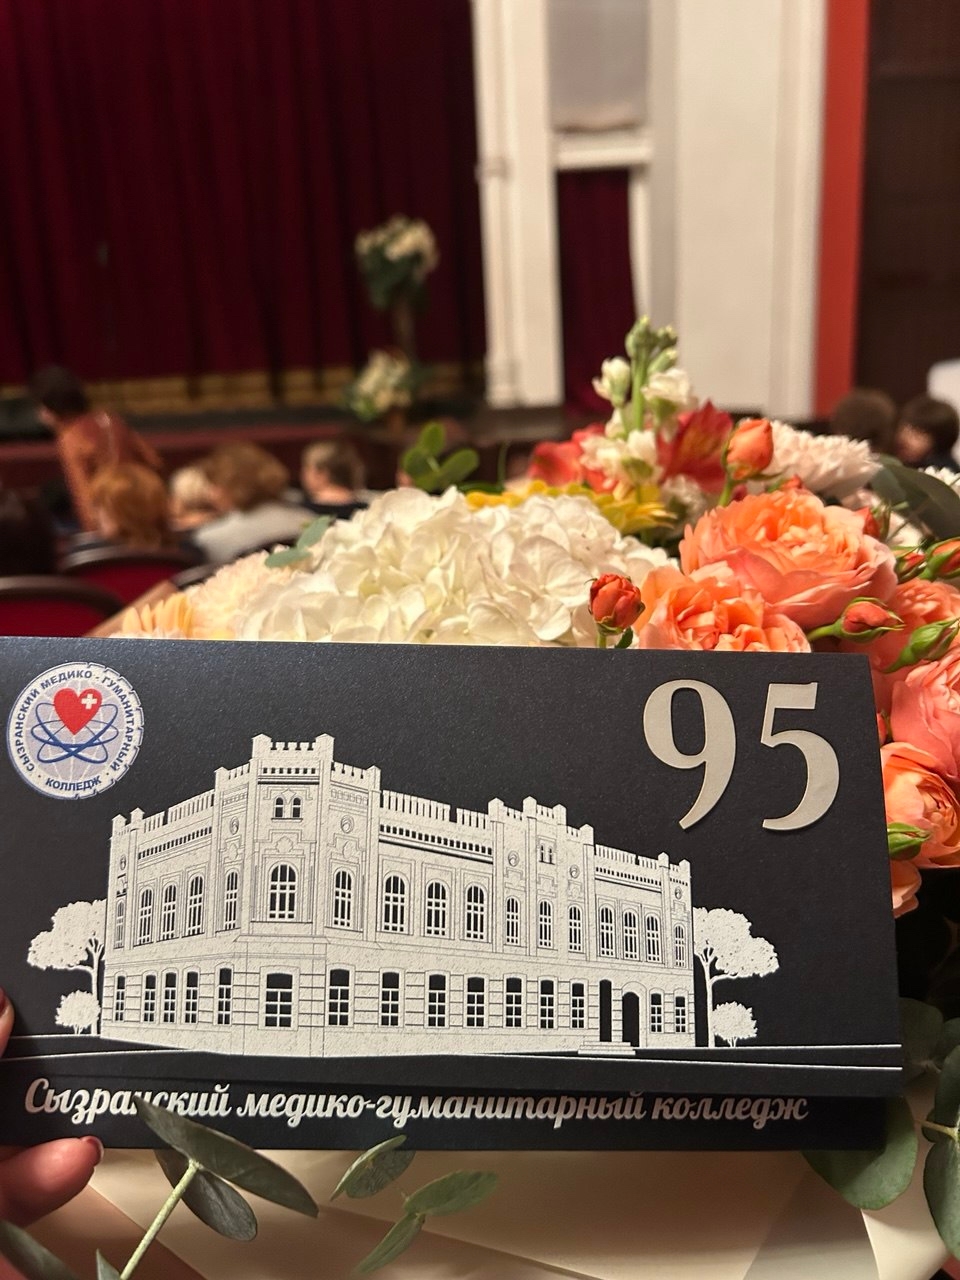 СЫЗРАНСКИЙ МЕДИКО-ГУМАНИТАРНЫЙ
КОЛЛЕДЖ
95
Сызранский медико-гуманитарный колледж